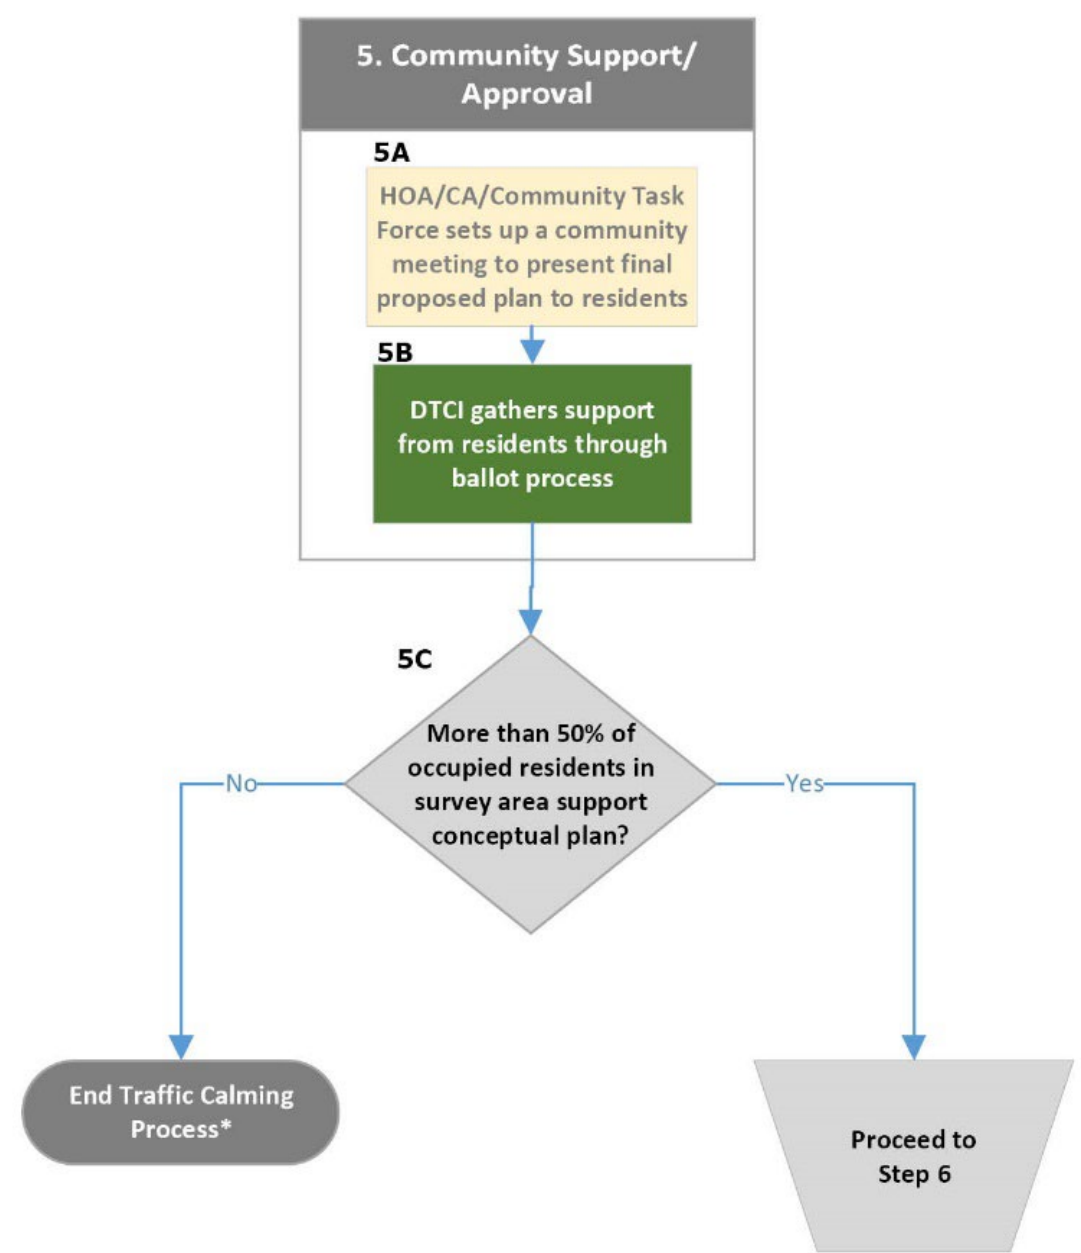 5. Community Support/
Approval
5A
HOA/CA/Community Task
Force sets up a community
meeting to present final
proposed plan to residents
5B
DTCI gathers support
from residents through
ballot process
5C
More than 50% of
occupied residents in
survey area support
conceptual plan?
No
Yes
End Traffic Calming
Process*
Proceed to
Step 6